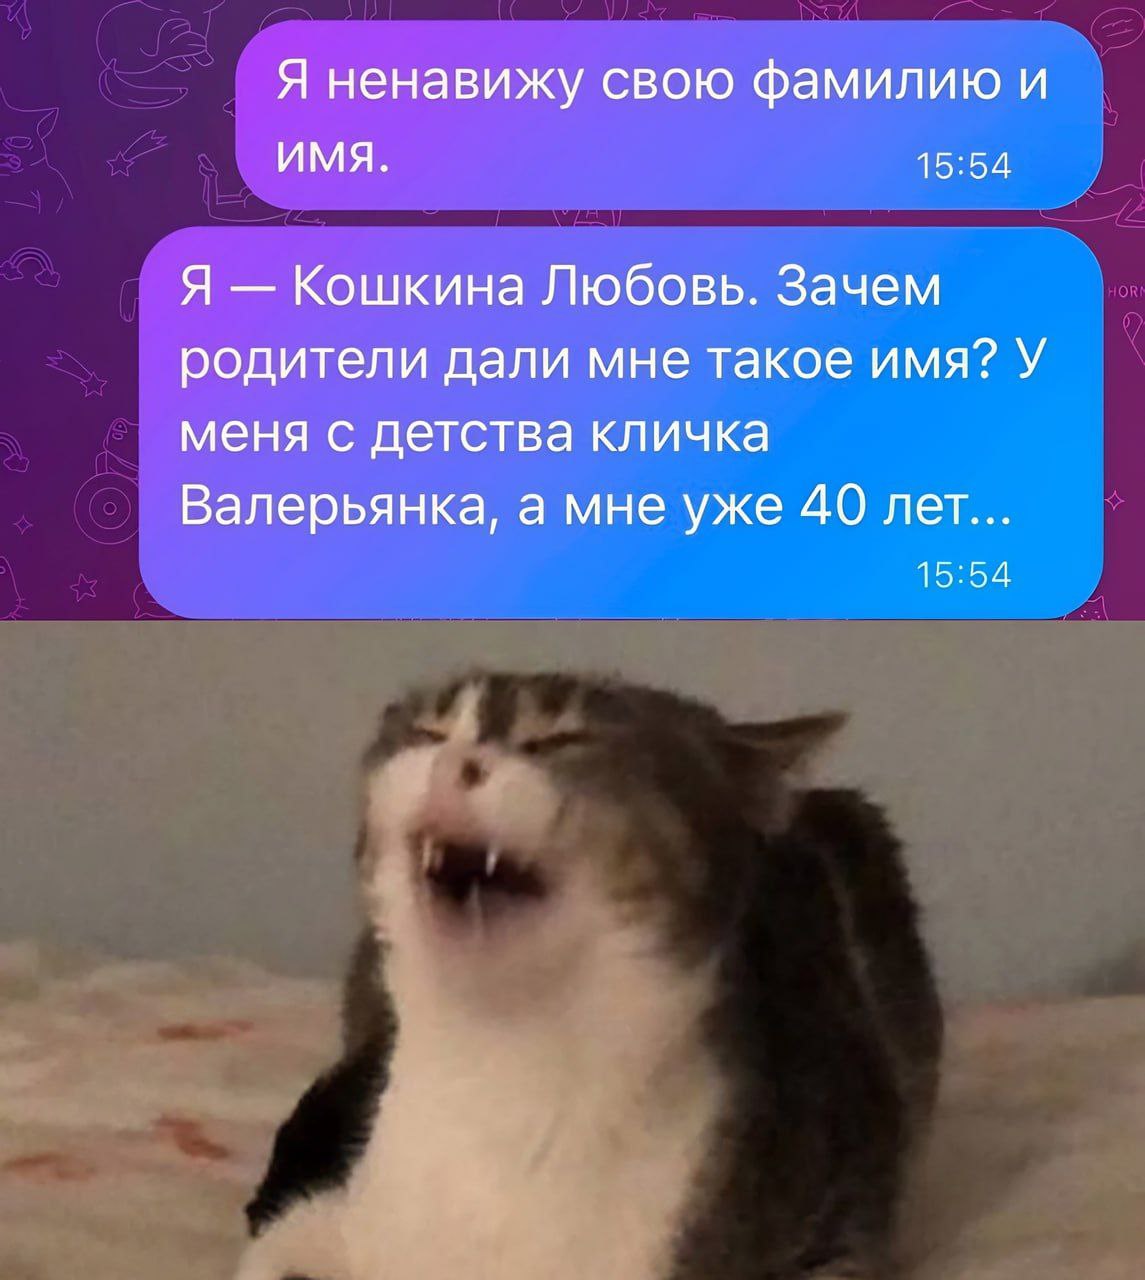 Я ненавижу свою фамилию и
имя.
15:54
Я — Кошкина Любовь. Зачем
родители дали мне такое имя? У
меня с детства кличка
Валерьянка, а мне уже 40 лет...
15:54